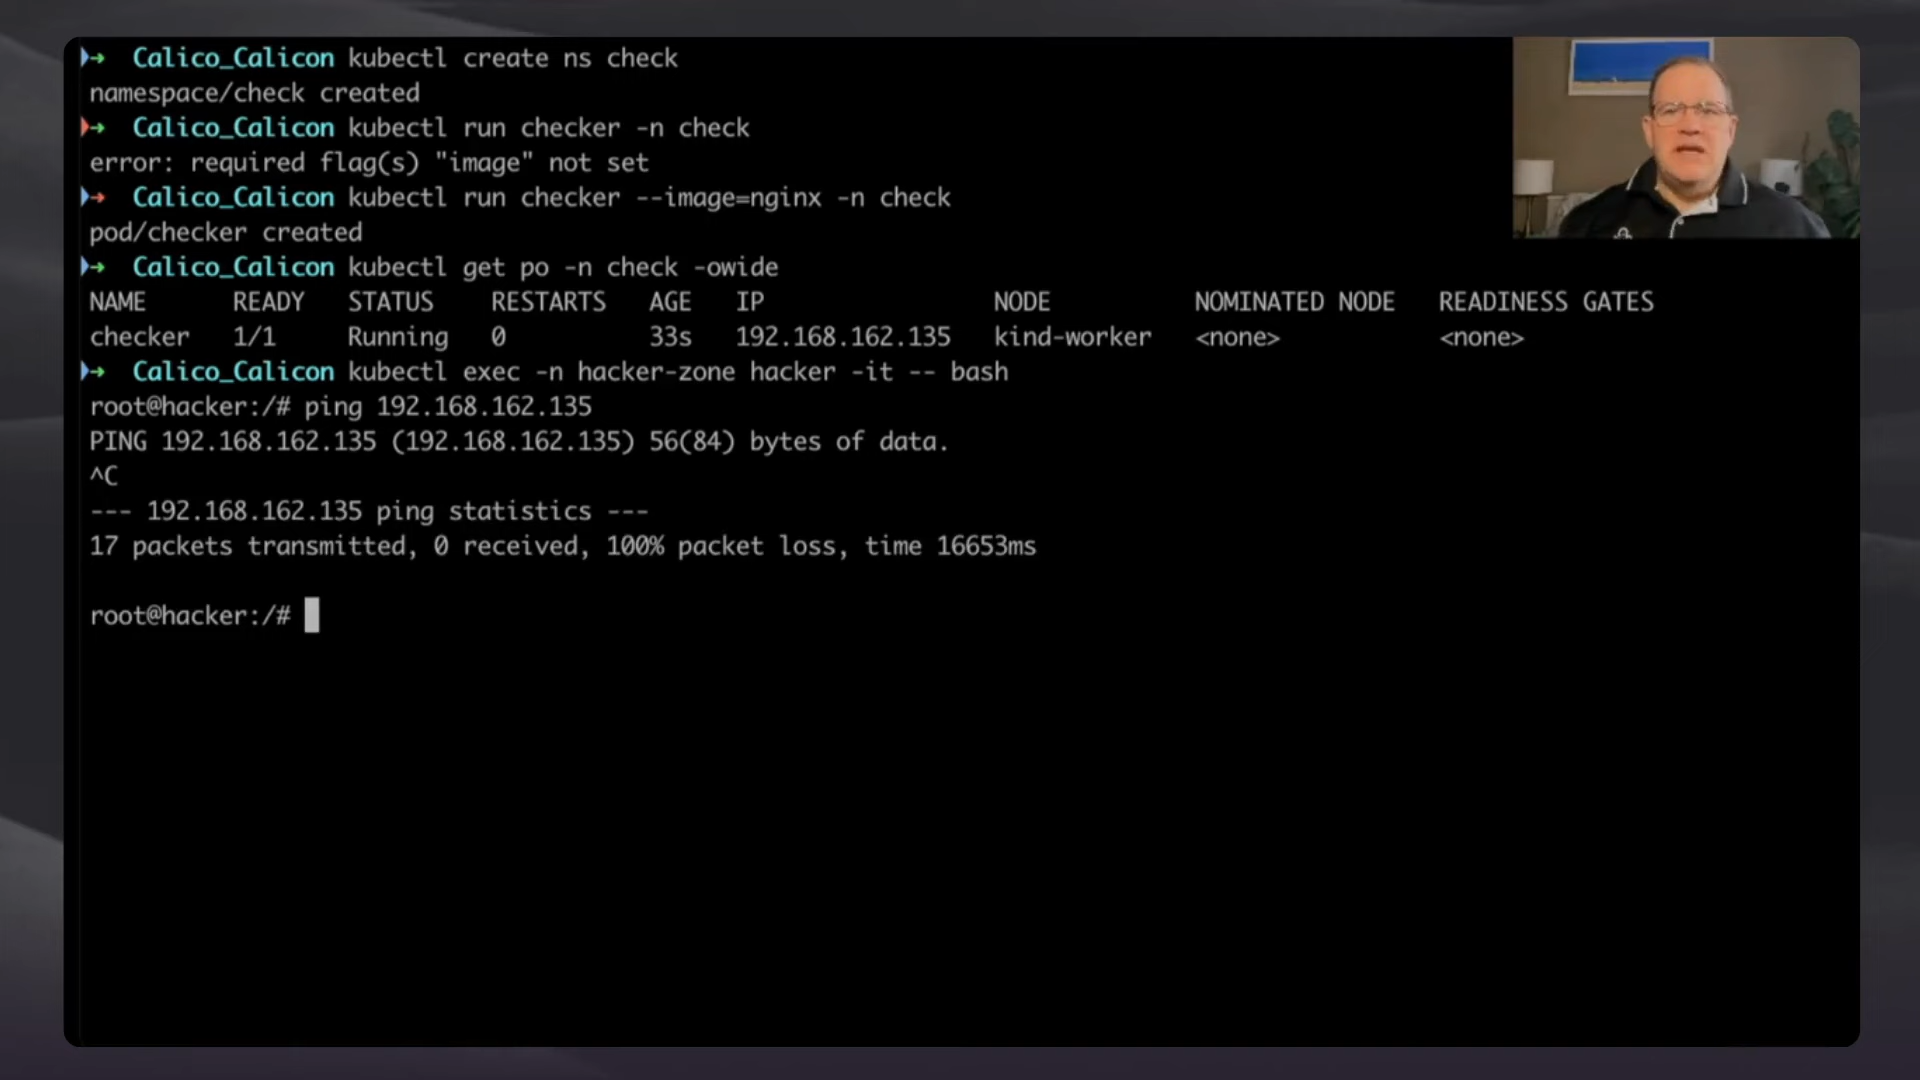 Calico_Calicon kubectl create ns check
namespace/check created
Calico_Calicon kubectl run checker -n check
error: required flag(s) "image" not set
Calico_Calicon kubectl run checker --image=nginx -n check
pod/checker created
Calico_Calicon kubectl get po -n check -owide
NAME READY STATUS RESTARTS AGE IP NODE NOMINATED NODE READINESS GATES
checker 1/1 Running 0 33s 192.168.162.135 kind-worker <none> <none>
Calico_Calicon kubectl exec -n hacker-zone hacker -it -- bash
root@hacker:/# ping 192.168.162.135
PING 192.168.162.135 (192.168.162.135) 56(84) bytes of data.
^C
--- 192.168.162.135 ping statistics ---
17 packets transmitted, 0 received, 100% packet loss, time 16653ms
root@hacker:/#